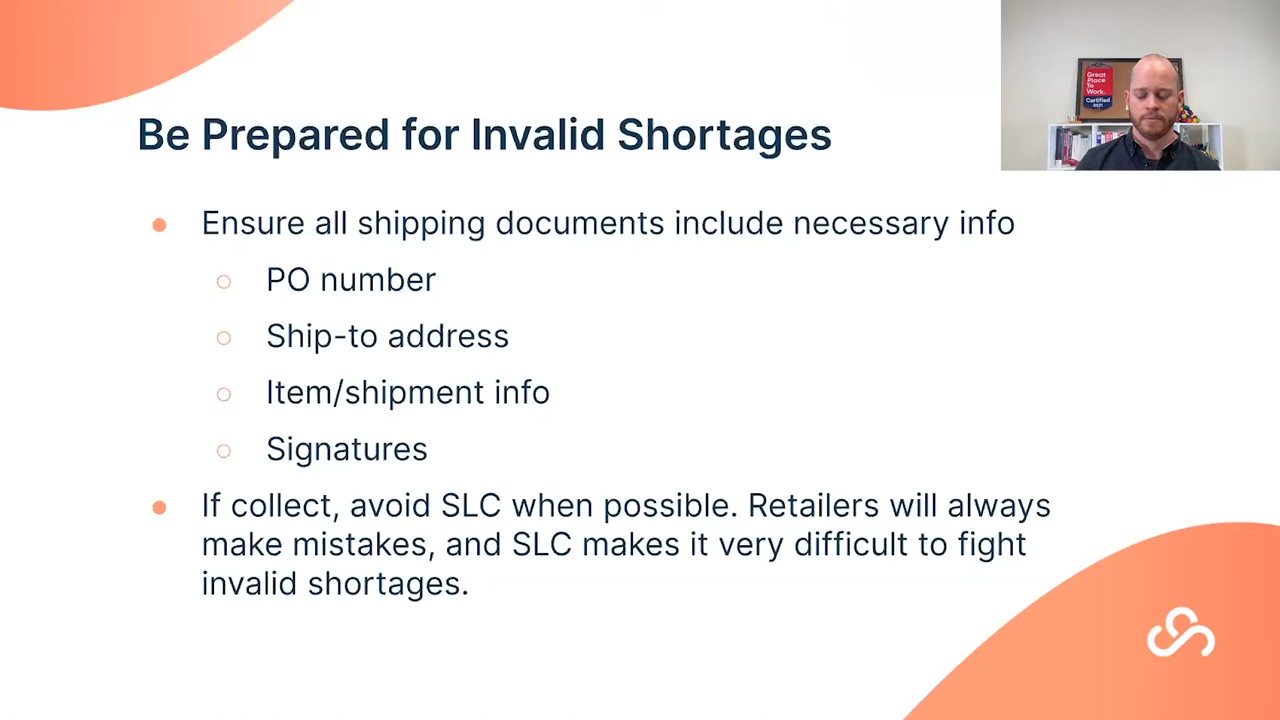 Be Prepared for Invalid Shortages
Great
Place
To
Work.
Certified
2021
● Ensure all shipping documents include necessary info
○ PO number
○ Ship-to address
○ Item/shipment info
○ Signatures
● If collect, avoid SLC when possible. Retailers will always
make mistakes, and SLC makes it very difficult to fight
invalid shortages.